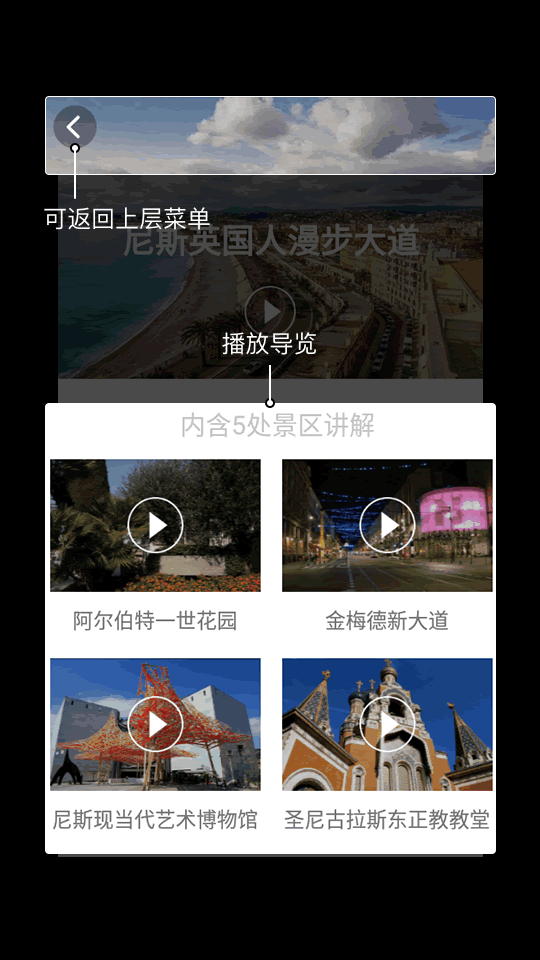 可返回上层菜单
尼斯英国人漫步大道
播放导览
内含5处景区讲解
阿尔伯特一世花园
金梅德新大道
尼斯现当代艺术博物馆
圣尼古拉斯东正教教堂